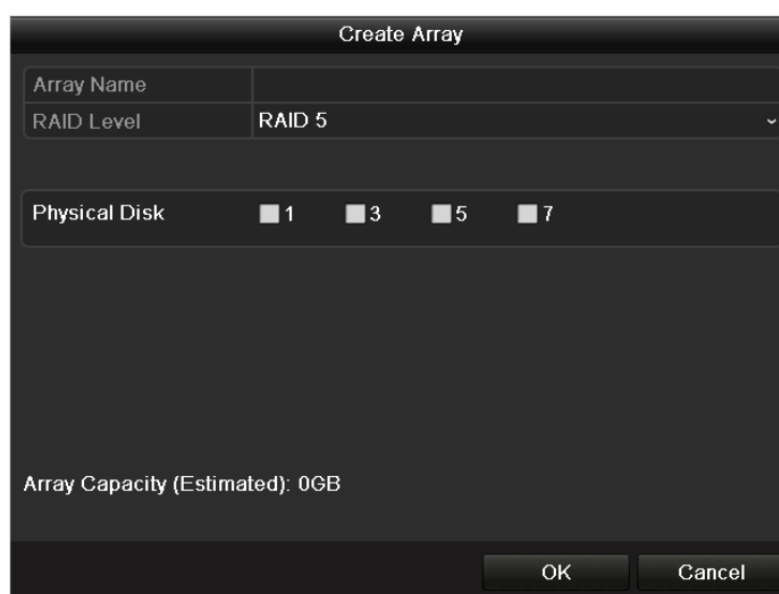 Create Array
Array Name
RAID Level RAID 5
Physical Disk 1 3 5 7
Array Capacity (Estimated): 0GB
OK Cancel